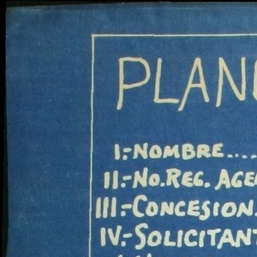 PLAN
I.-NOMBRE....
II.-NO.REG. AGE
III.-CONCESION.
IV.-SOLICITANT